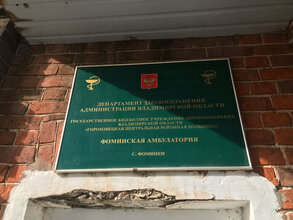 ДЕПАРТАМЕНТ ЗДРАВООХРАНЕНИЯ
АДМИНИСТРАЦИИ ВЛАДИМИРСКОЙ ОБЛАСТИ
ГОСУДАРСТВЕННОЕ БЮДЖЕТНОЕ УЧРЕЖДЕНИЕ ЗДРАВООХРАНЕНИЯ
ВЛАДИМИРСКОЙ ОБЛАСТИ
«ГОРОХОВЕЦКАЯ ЦЕНТРАЛЬНАЯ РАЙОННАЯ БОЛЬНИЦА»
ФОМИНСКАЯ АМБУЛАТОРИЯ
С. ФОМИНКИ